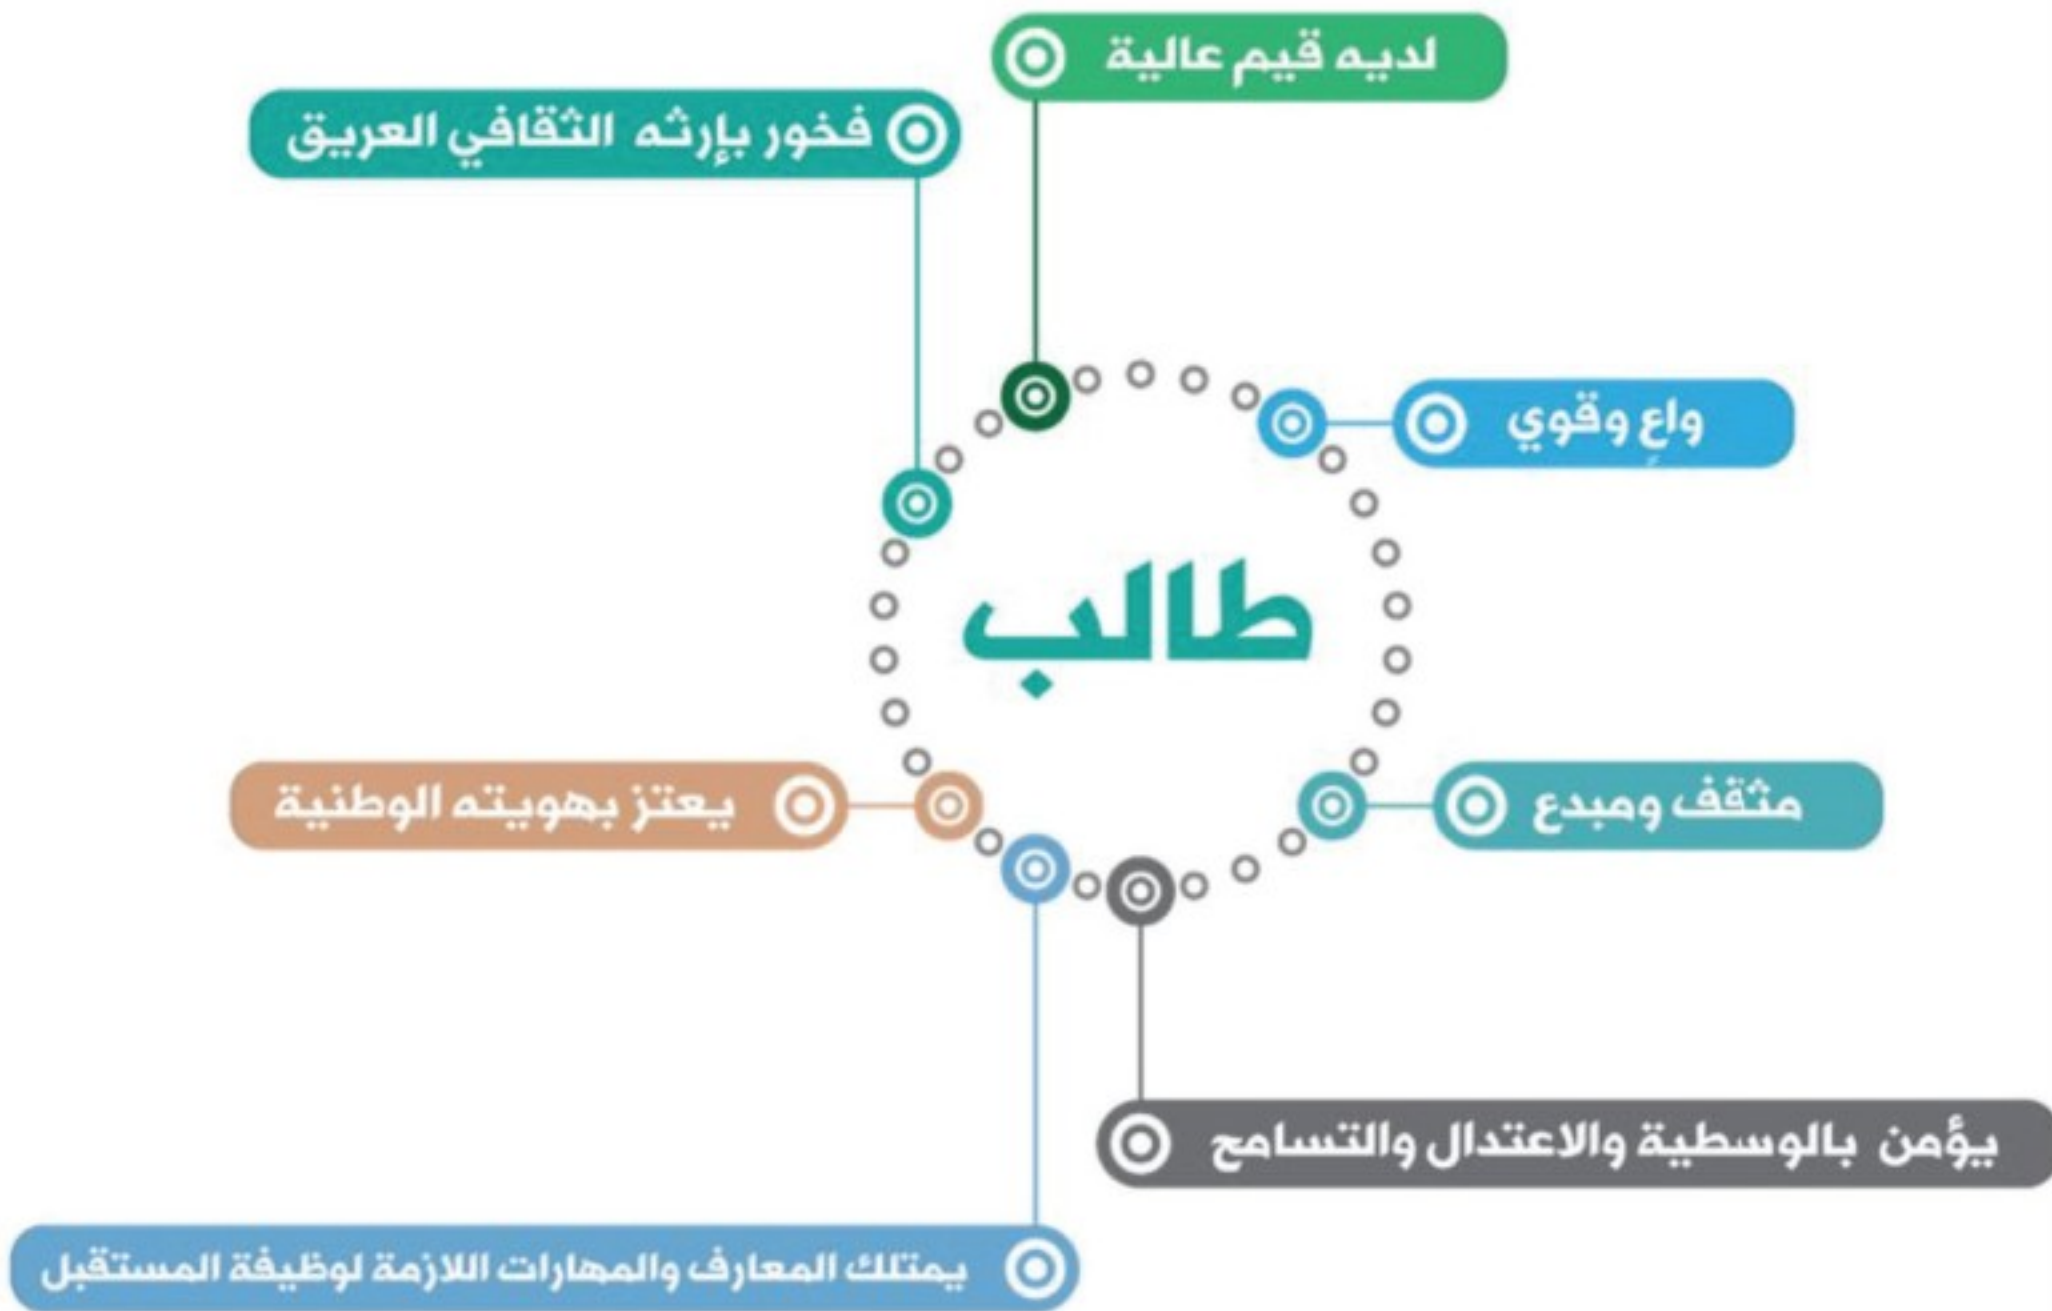 لديه قيم عالية
فخور بإرثه الثقافي العريق
واعٍ وقوي
طالب
يعتز بهويته الوطنية
مثقف ومبدع
يؤمن بالوسطية والاعتدال والتسامح
يمتلك المعارف والمهارات اللازمة لوظيفة المستقبل